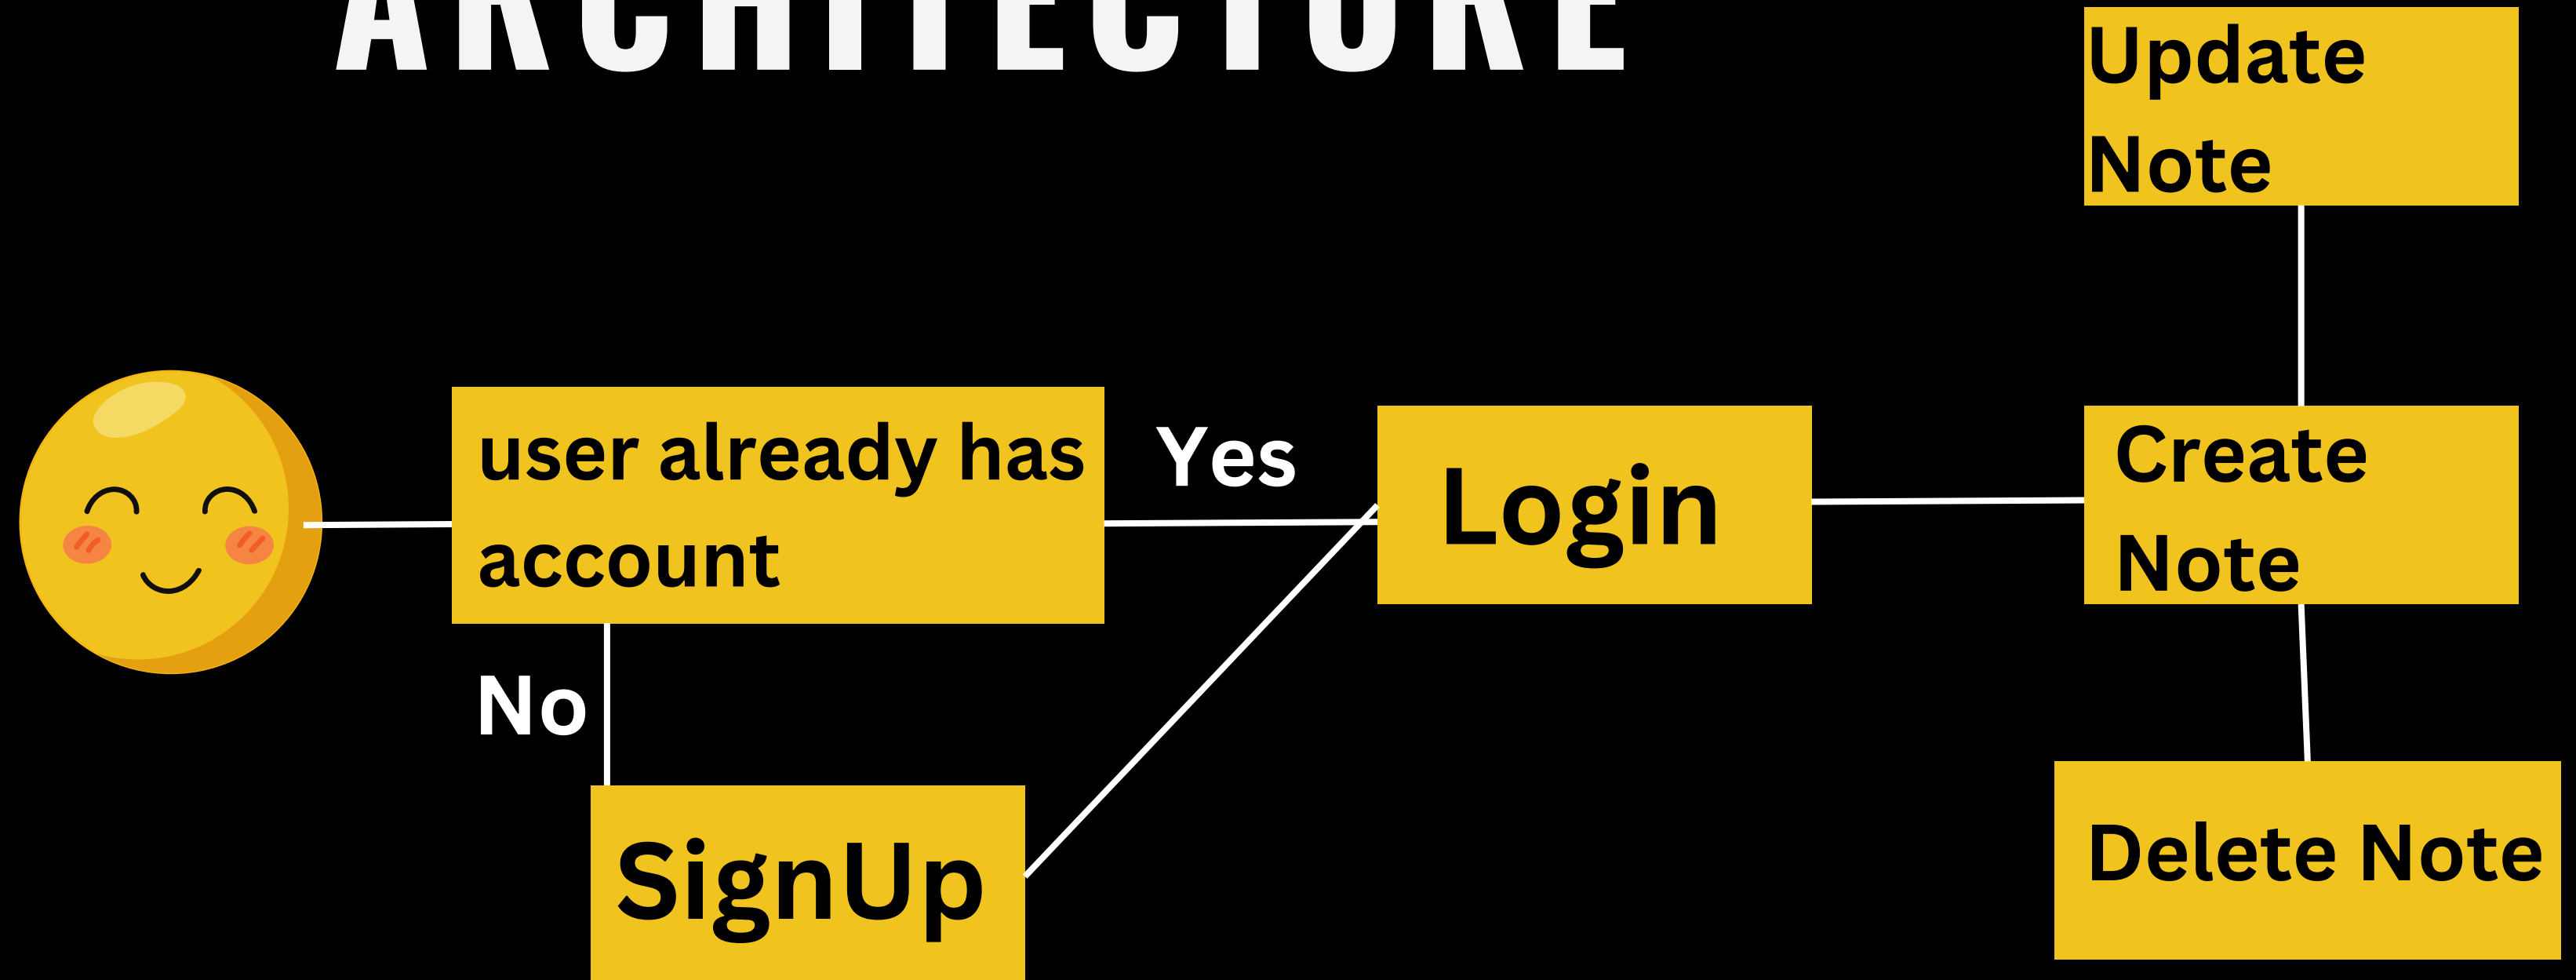 ARCHITECTURE
Update
Note
user already has
account
Yes
Login
Create
Note
No
SignUp
Delete Note